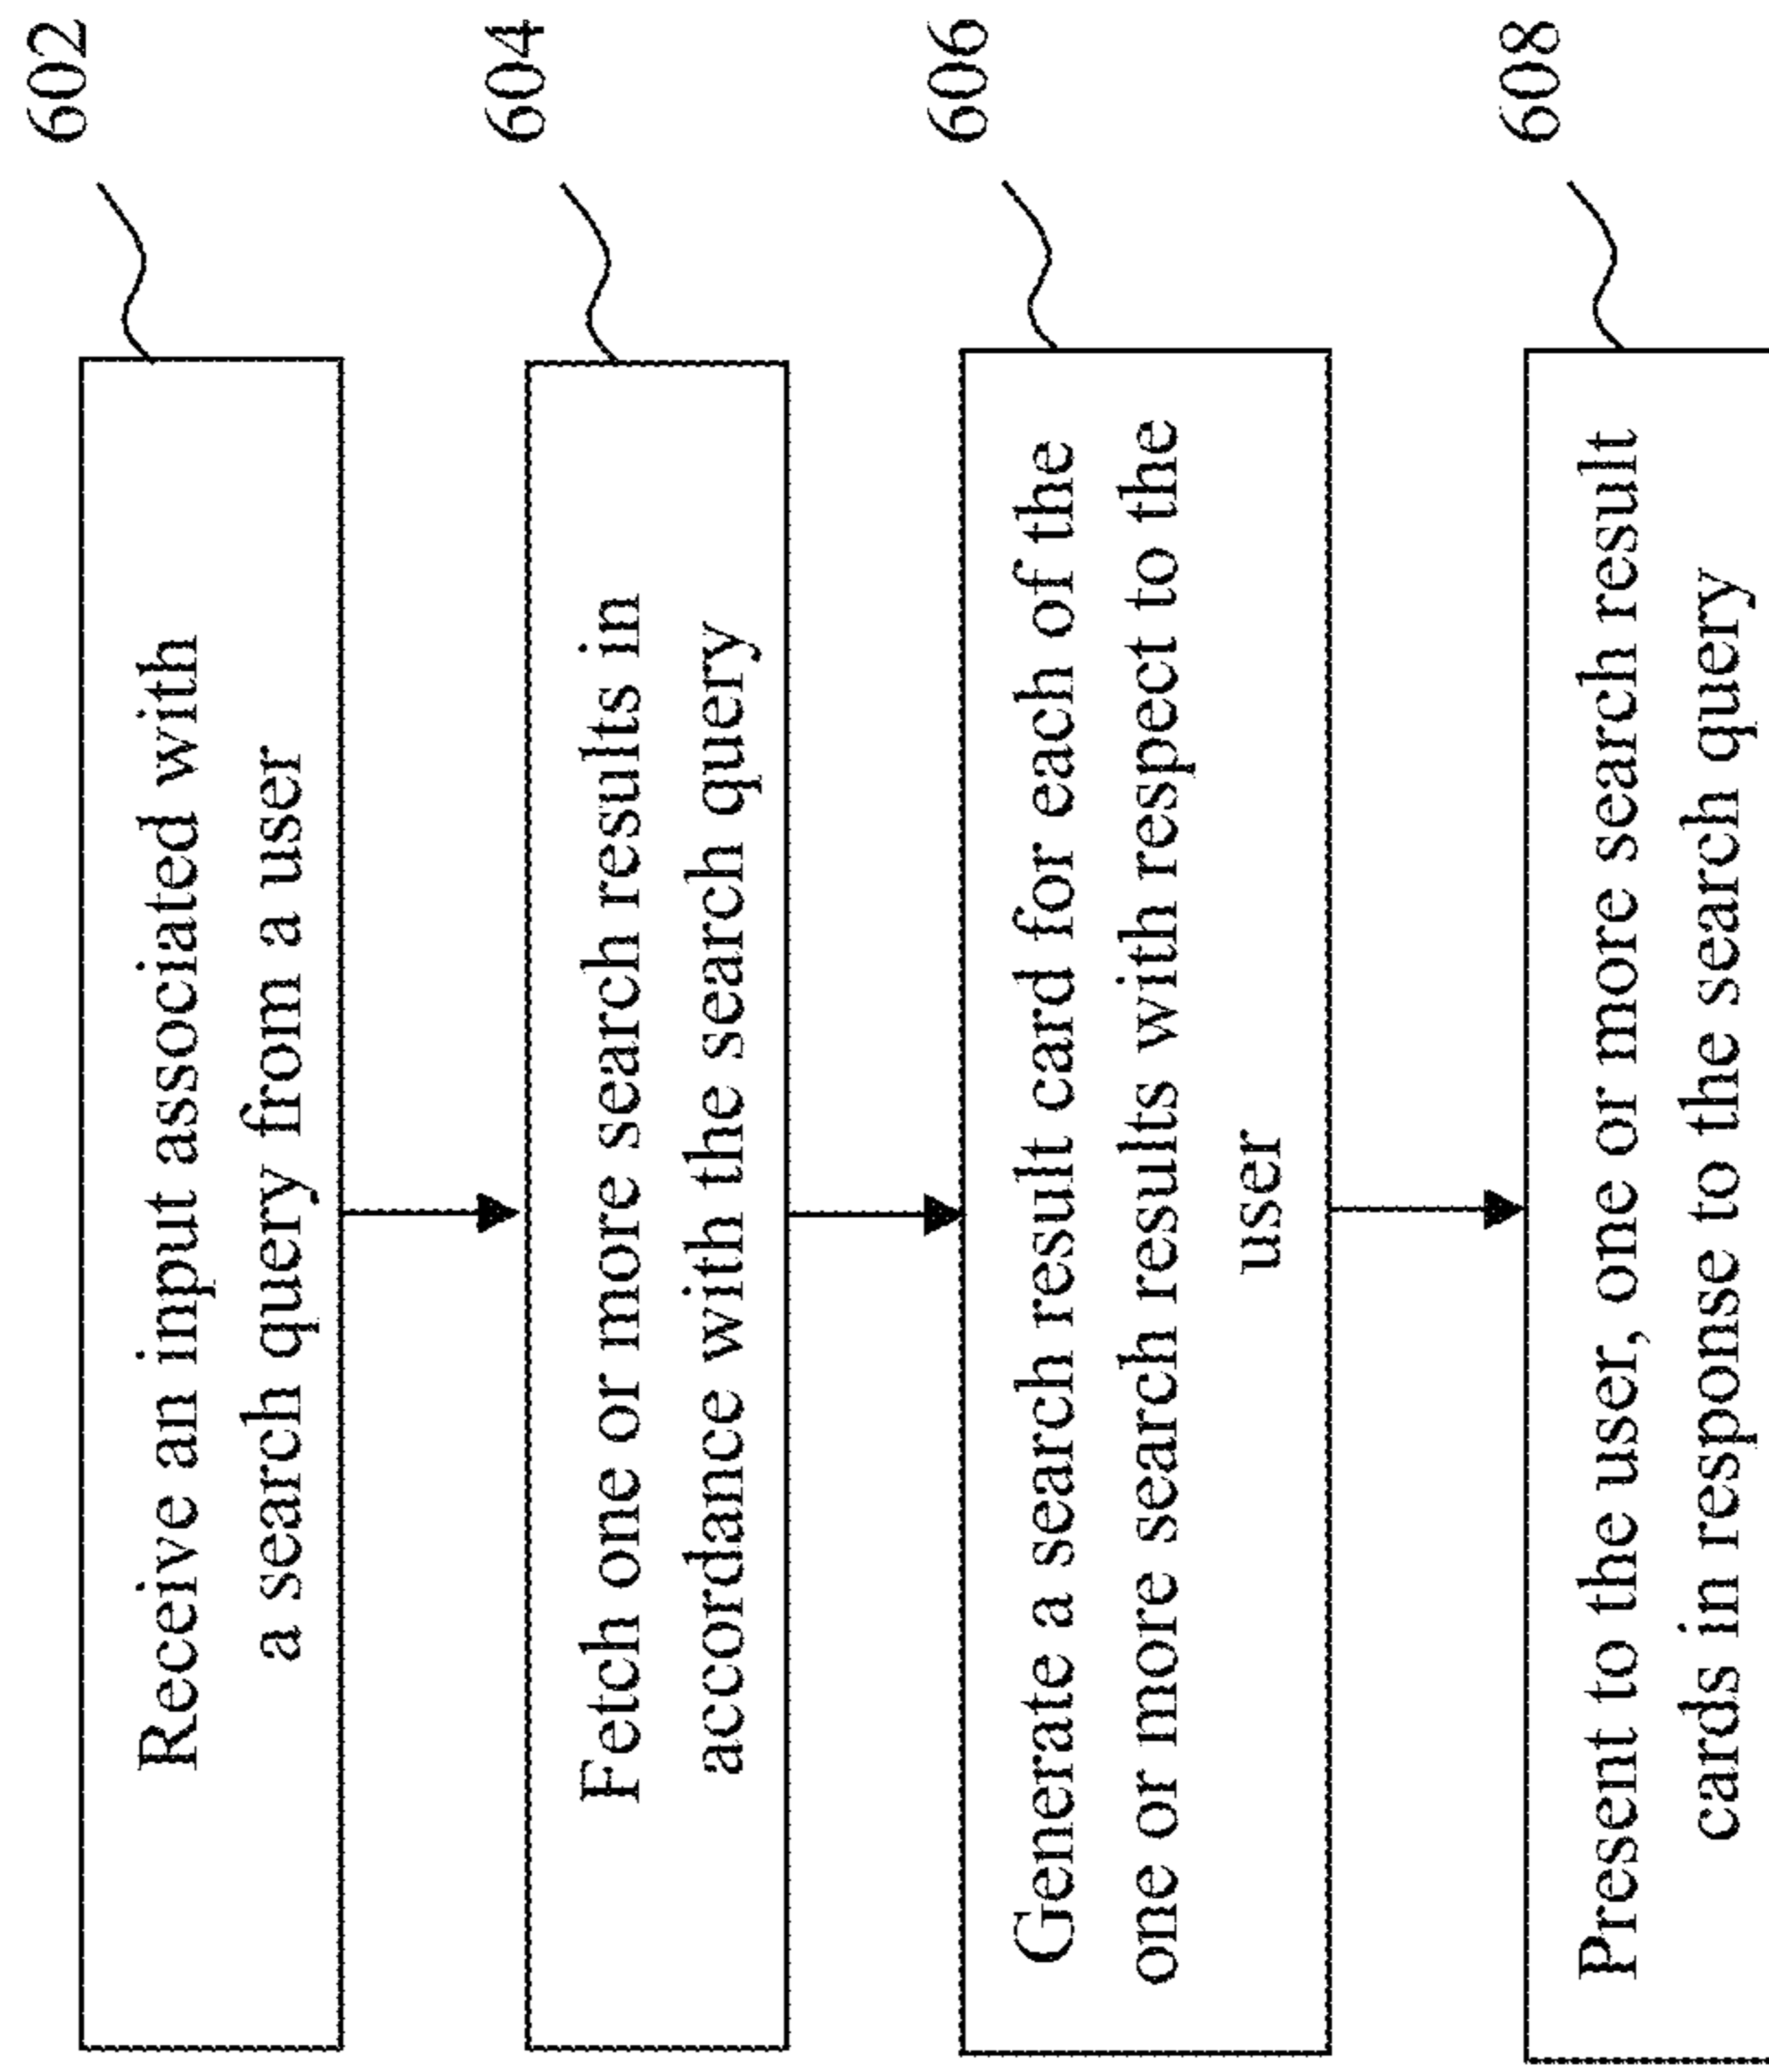 602
Receive an input associated with
a search query from a user
604
Fetch one or more search results in
accordance with the search query
606
Generate a search result card for each of the
one or more search results with respect to the
user
608
Present to the user, one or more search result
cards in response to the search query